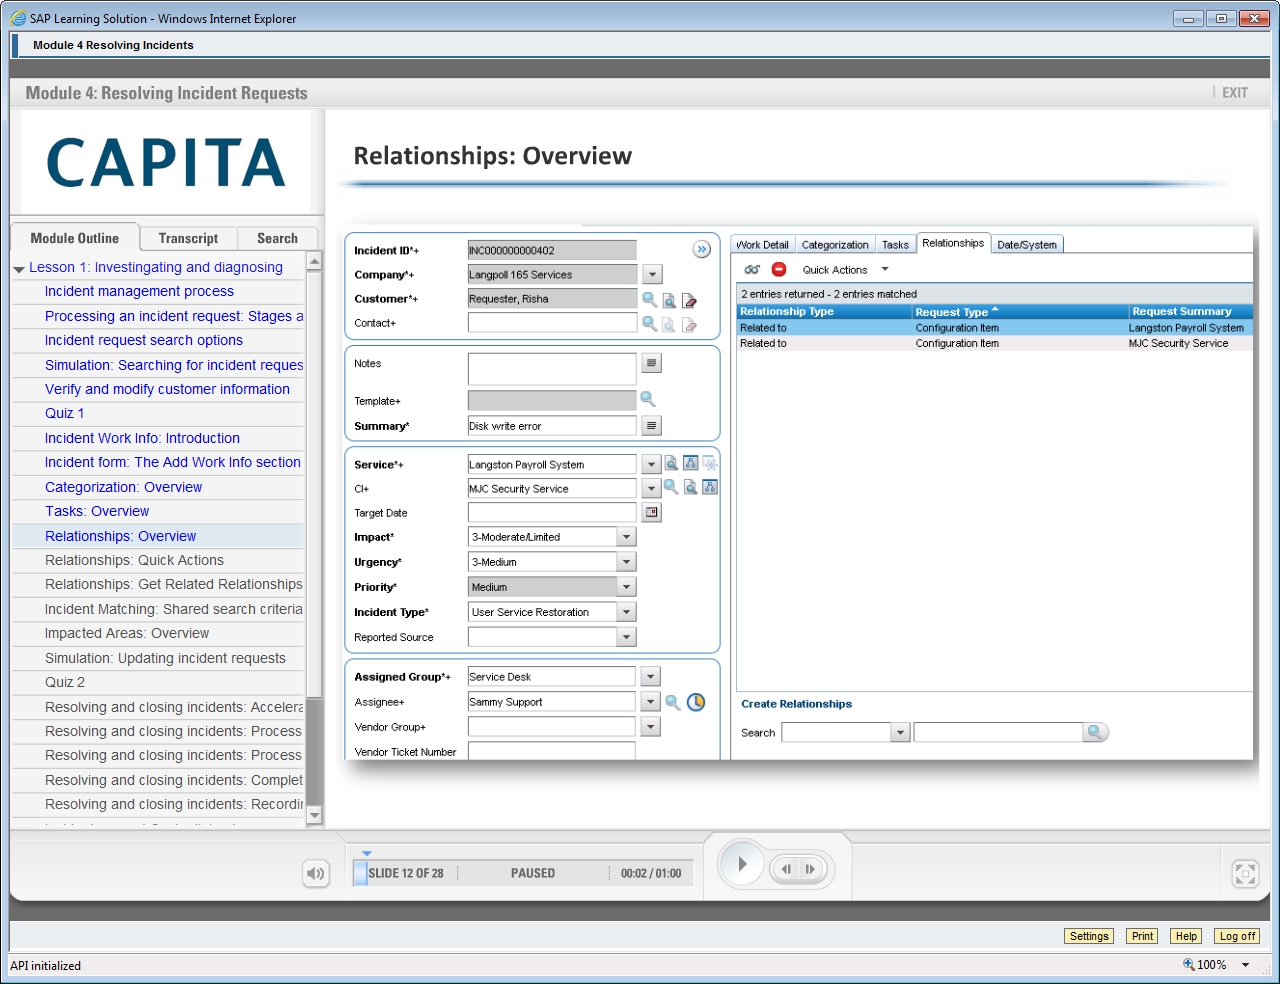 SAP Learning Solution - Windows Internet Explorer
Module 4 Resolving Incidents
Module 4: Resolving Incident Requests
EXIT
CAPITA
Module Outline
Transcript
Search
Lesson 1: Investingating and diagnosing
Incident management process
Processing an incident request: Stages a
Incident request search options
Simulation: Searching for incident reques
Verify and modify customer information
Quiz 1
Incident Work Info: Introduction
Incident form: The Add Work Info section
Categorization: Overview
Tasks: Overview
Relationships: Overview
Relationships: Quick Actions
Relationships: Get Related Relationships
Incident Matching: Shared search criteria
Impacted Areas: Overview
Simulation: Updating incident requests
Quiz 2
Resolving and closing incidents: Accelera
Resolving and closing incidents: Process
Resolving and closing incidents: Process
Resolving and closing incidents: Complet
Resolving and closing incidents: Recordin
Relationships: Overview
Incident ID*+ INC000000000402
Company*+ Langpoll 165 Services
Customer*+ Requester, Risha
Contact+
Notes
Template+
Summary* Disk write error
Service*+ Langston Payroll System
CI+ MJC Security Service
Target Date
Impact* 3-Moderate/Limited
Urgency* 3-Medium
Priority* Medium
Incident Type* User Service Restoration
Reported Source
Assigned Group*+ Service Desk
Assignee+ Sammy Support
Vendor Group+
Vendor Ticket Number
Work Detail Categorization Tasks Relationships Date/System
Quick Actions
2 entries returned - 2 entries matched
Relationship Type Request Type Request Summary
Related to Configuration Item Langston Payroll System
Related to Configuration Item MJC Security Service
Create Relationships
Search
SLIDE 12 OF 28 PAUSED 00:02 / 01:00
Settings Print Help Log off
API initialized
100%